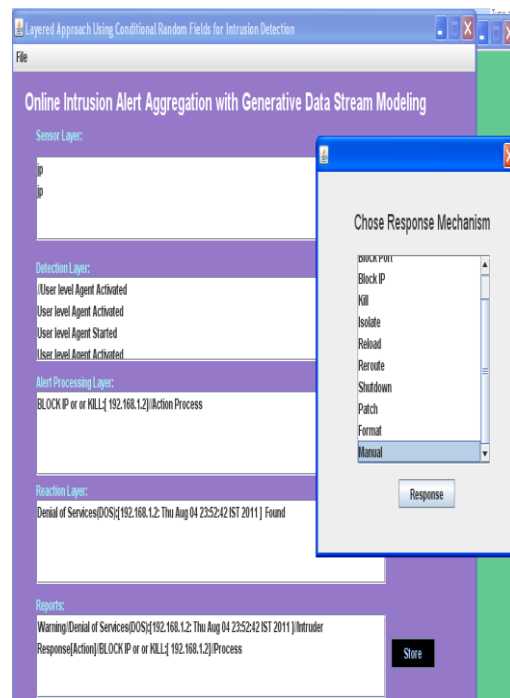 Layered Approach Using Conditional Random Fields for Intrusion Detection
File
Online Intrusion Alert Aggregation with Generative Data Stream Modeling
Sensor Layer:
jp
jp
Detection Layer:
//User level Agent Activated
User level Agent Activated
User level Agent Started
User level Agent Activated
Alert Processing Layer:
BLOCK IP or or KILL;[ 192.168.1.2]//Action Process
Reaction Layer:
Denial of Services(DOS);[192.168.1.2: Thu Aug 04 23:52:42 IST 2011 ] Found
Reports:
Warning//Denial of Services(DOS);[192.168.1.2: Thu Aug 04 23:52:42 IST 2011 ]//Intruder
Response[Action]//BLOCK IP or or KILL;[ 192.168.1.2]//Process
Store
Chose Response Mechanism
Block Port
Block IP
Kill
Isolate
Reload
Reroute
Shutdown
Patch
Format
Manual
Response